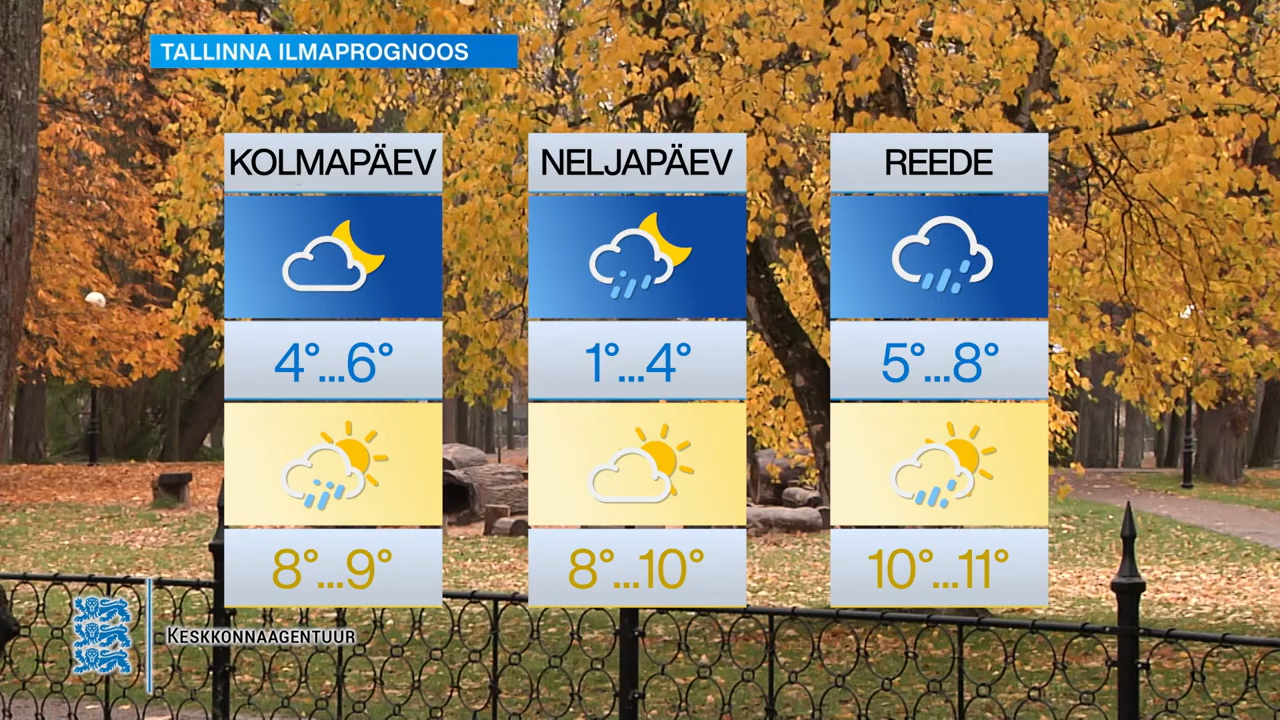 TALLINNA ILMAPROGNOOS
KOLMAPÄEV
4°...6°
8°...9°
NELJAPÄEV
1°...4°
8°...10°
REEDE
5°...8°
10°...11°
KESKKONNAAGENTUUR